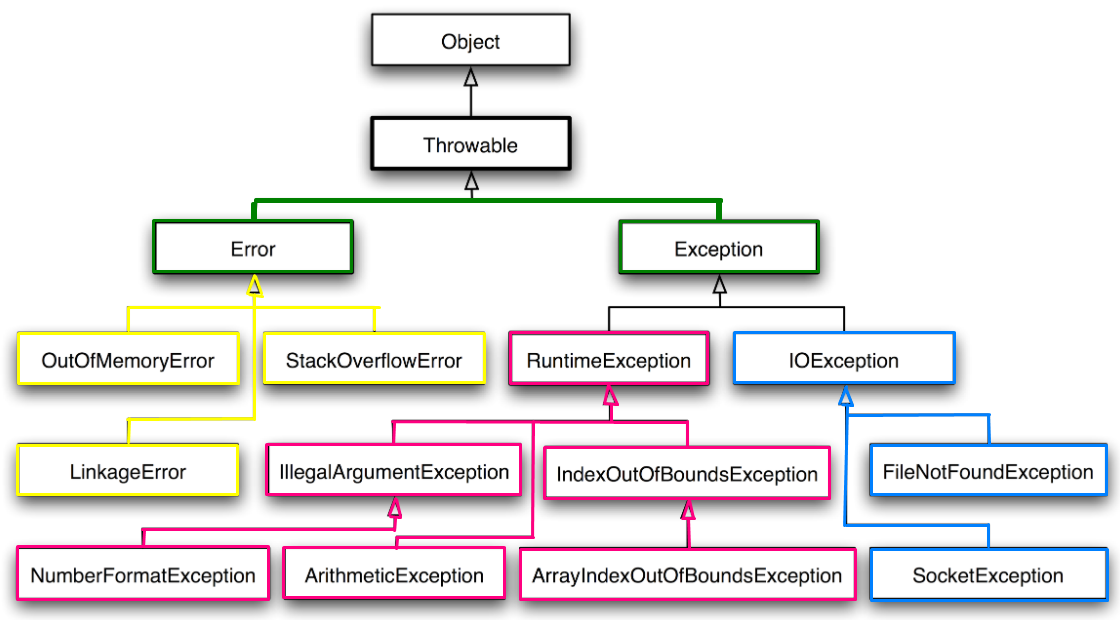 Object
Throwable
Error
Exception
OutOfMemoryError
StackOverflowError
RuntimeException
IOException
LinkageError
IllegalArgumentException
IndexOutOfBoundsException
FileNotFoundException
NumberFormatException
ArithmeticException
ArrayIndexOutOfBoundsException
SocketException